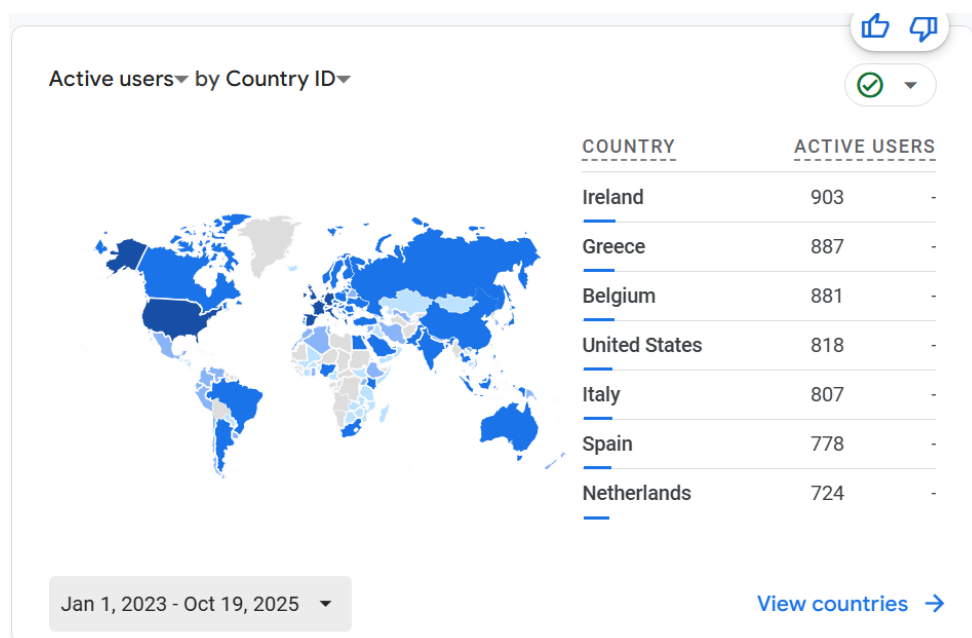 Active users by Country ID
COUNTRY ACTIVE USERS
Ireland 903 -
Greece 887 -
Belgium 881 -
United States 818 -
Italy 807 -
Spain 778 -
Netherlands 724 -
Jan 1, 2023 - Oct 19, 2025
View countries